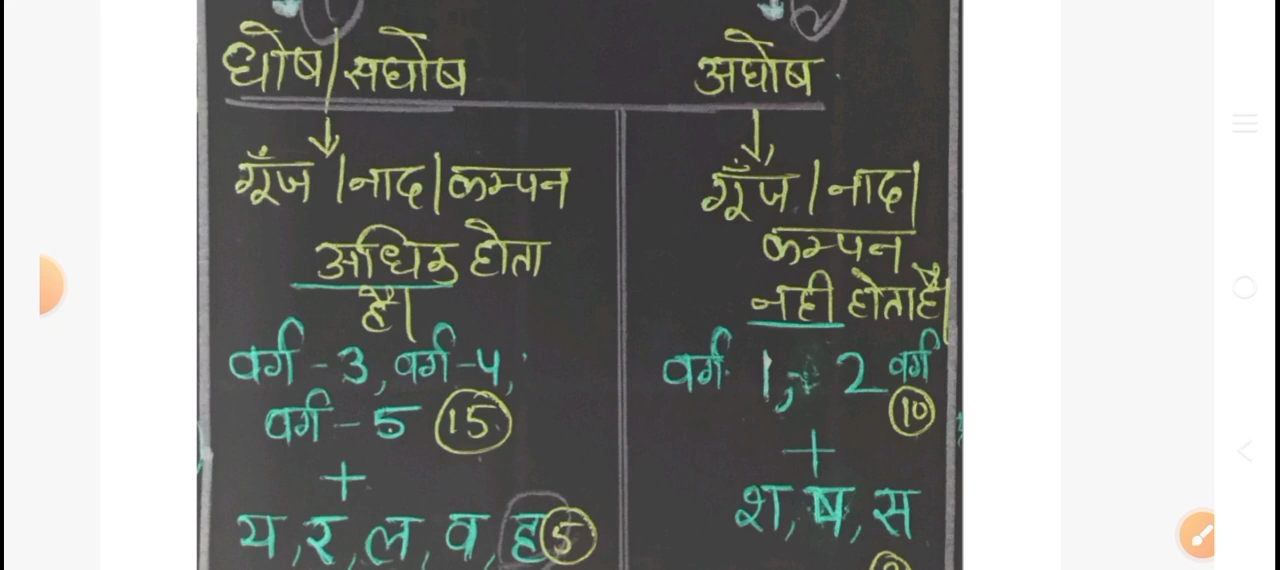 घोष/सघोष
गूँज/नाद/कम्पन
अधिक होता
है।
वर्ग-3, वर्ग-4,
वर्ग-5 15
+
य, र, ल, व, ह 5
अघोष
गूँज/नाद/
कम्पन
नही होता है।
वर्ग 1, 2 वर्ग
10
+
श, ष, स